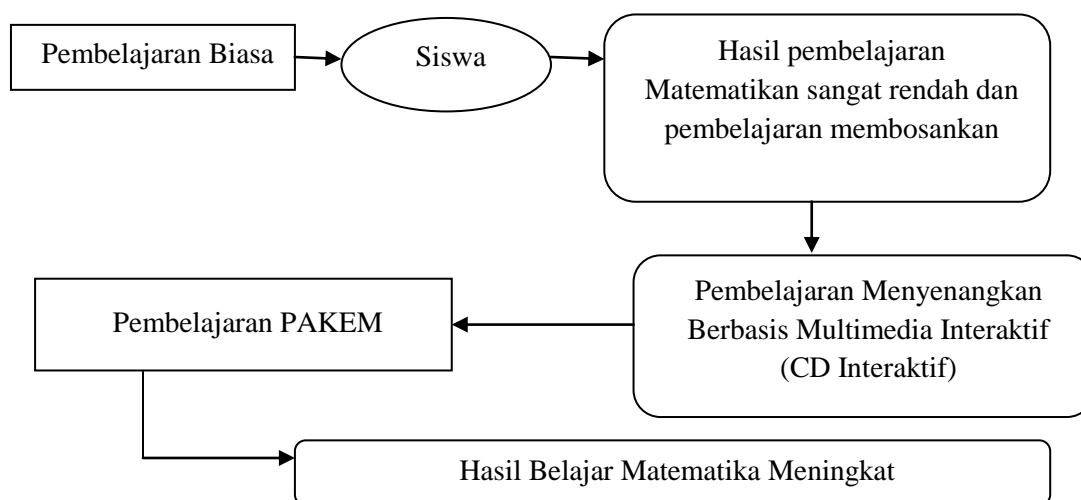 Pembelajaran Biasa
Siswa
Hasil pembelajaran
Matematikan sangat rendah dan
pembelajaran membosankan
Pembelajaran Menyenangkan
Berbasis Multimedia Interaktif
(CD Interaktif)
Pembelajaran PAKEM
Hasil Belajar Matematika Meningkat